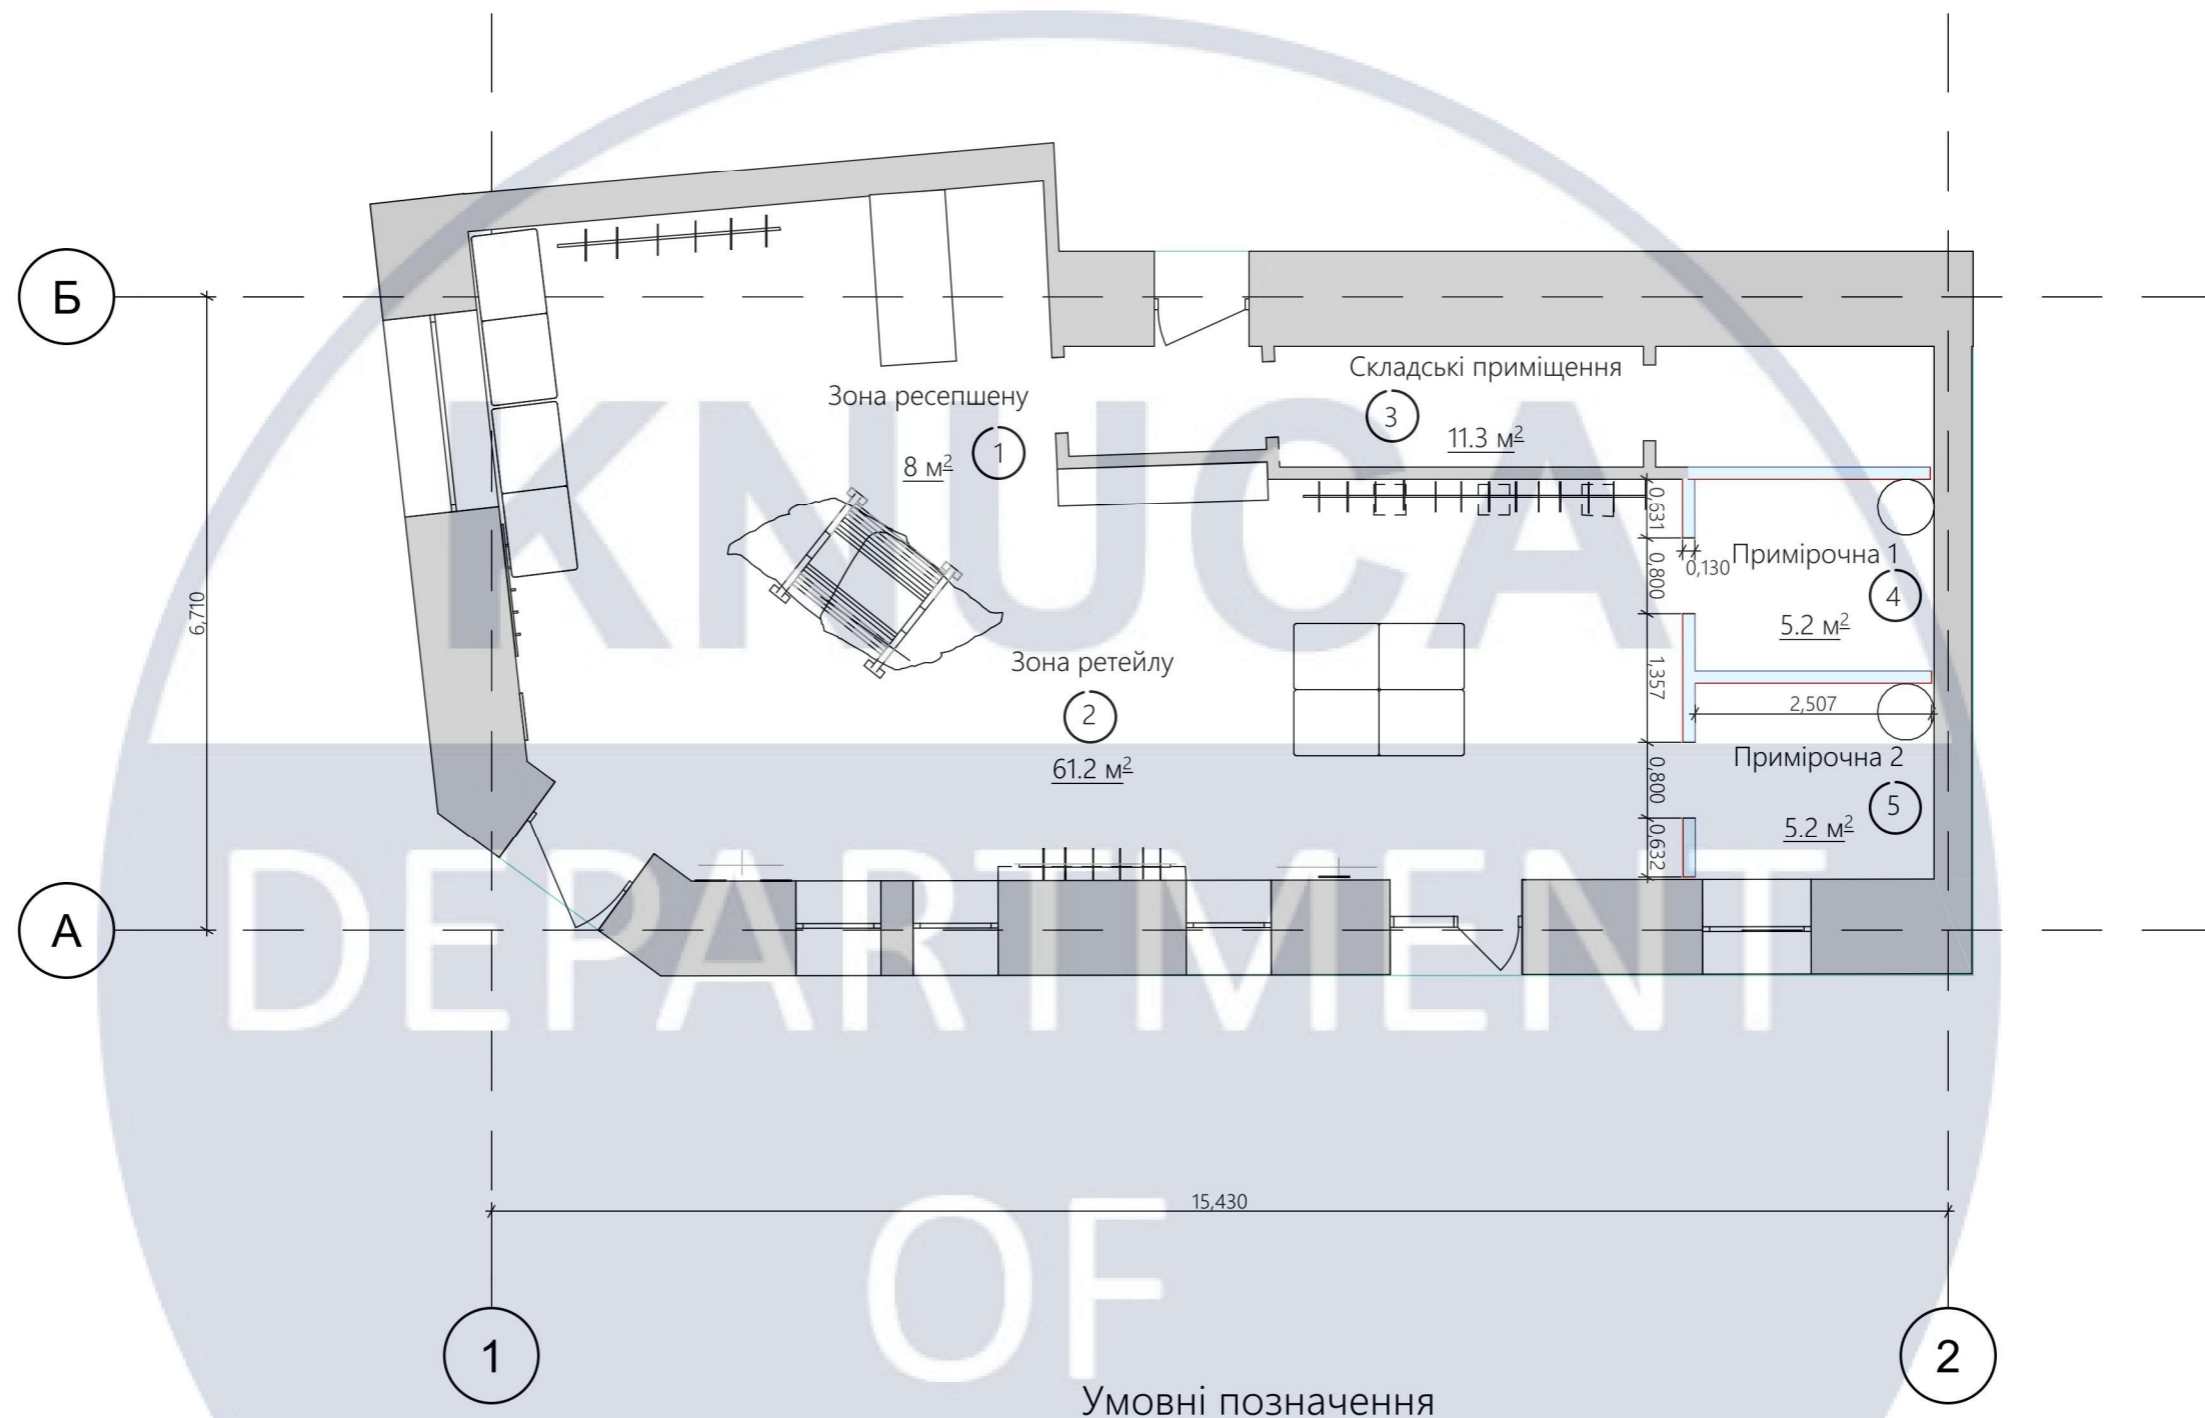 Б
Зона ресепшену
1
8 м²
Складські приміщення
3
11.3 м²
6,710
0,631
0,800
0,130
Примірочна 1
4
5.2 м²
Зона ретейлу
2
61.2 м²
1,357
2,507
Примірочна 2
5
5.2 м²
0,800
0,632
А
15,430
1
2
Умовні позначення
KNUCA
DEPARTMENT
OF